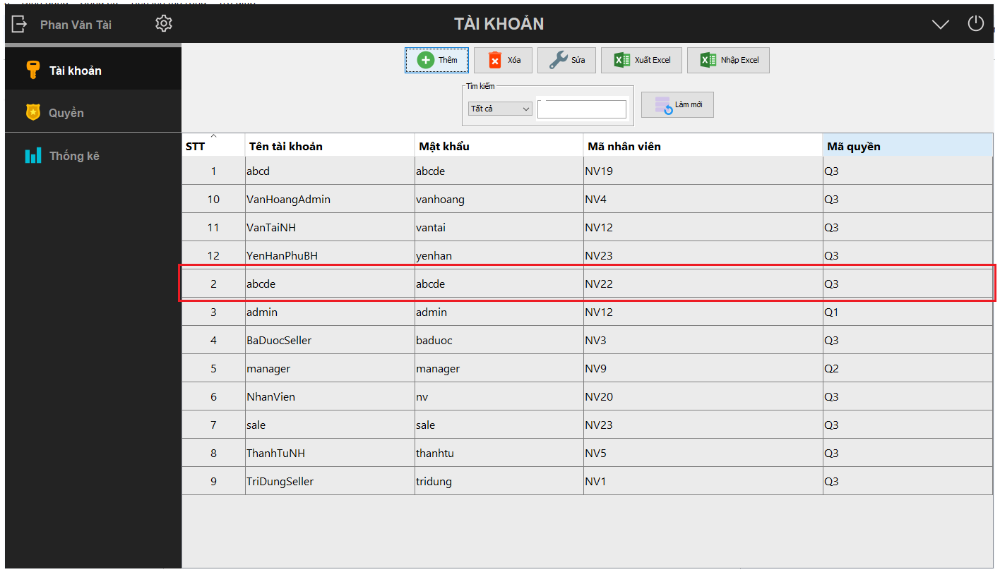 Phan Văn Tài
TÀI KHOẢN
Tài khoản
Quyền
Thống kê
Thêm
Xóa
Sửa
Xuất Excel
Nhập Excel
Tìm kiếm
Tất cả
Làm mới
STT Tên tài khoản Mật khẩu Mã nhân viên Mã quyền
1 abcd abcde NV19 Q3
10 VanHoangAdmin vanhoang NV4 Q3
11 VanTaiNH vantai NV12 Q3
12 YenHanPhuBH yenhan NV23 Q3
2 abcde abcde NV22 Q3
3 admin admin NV12 Q1
4 BaDuocSeller baduoc NV3 Q3
5 manager manager NV9 Q2
6 NhanVien nv NV20 Q3
7 sale sale NV23 Q3
8 ThanhTuNH thanhtu NV5 Q3
9 TriDungSeller tridung NV1 Q3